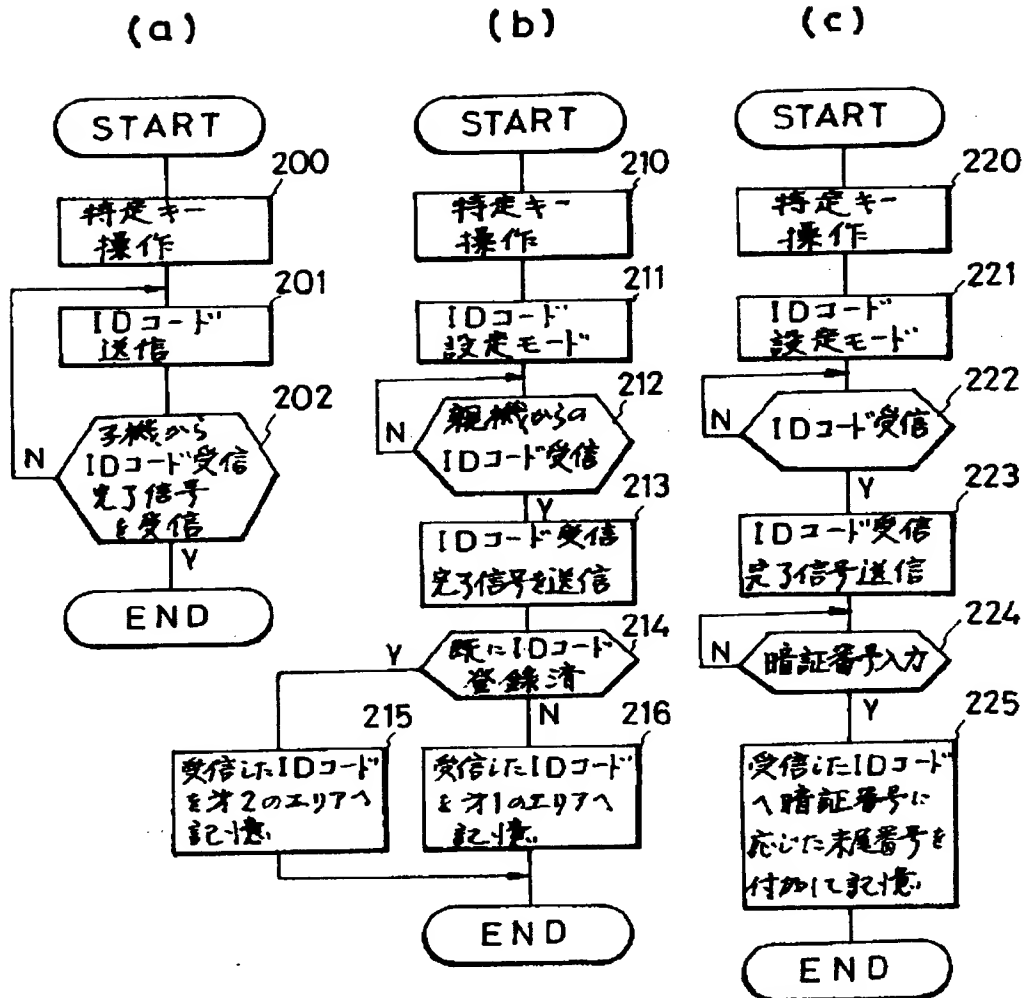 (a)
START
200
特定キー
操作
201
IDコード
送信
202
子機から
IDコード受信
完了信号
を受信
N
Y
END
(b)
START
210
特定キー
操作
211
IDコード
設定モード
212
親機からの
IDコード受信
N
Y
213
IDコード受信
完了信号を送信
214
既にIDコード
登録済
Y
N
215
受信したIDコード
を才2のエリアへ
記憶
216
受信したIDコード
を才1のエリアへ
記憶
END
(c)
START
220
特定キー
操作
221
IDコード
設定モード
222
IDコード受信
N
Y
223
IDコード受信
完了信号送信
224
暗証番号入力
N
Y
225
受信したIDコード
へ暗証番号に
応じた末尾番号を
付加して記憶
END